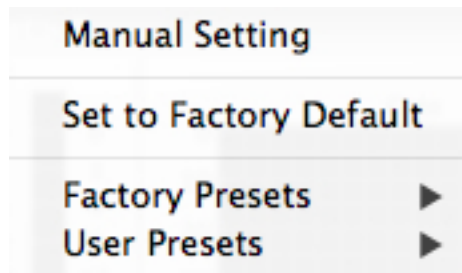 Manual Setting
Set to Factory Default
Factory Presets
User Presets